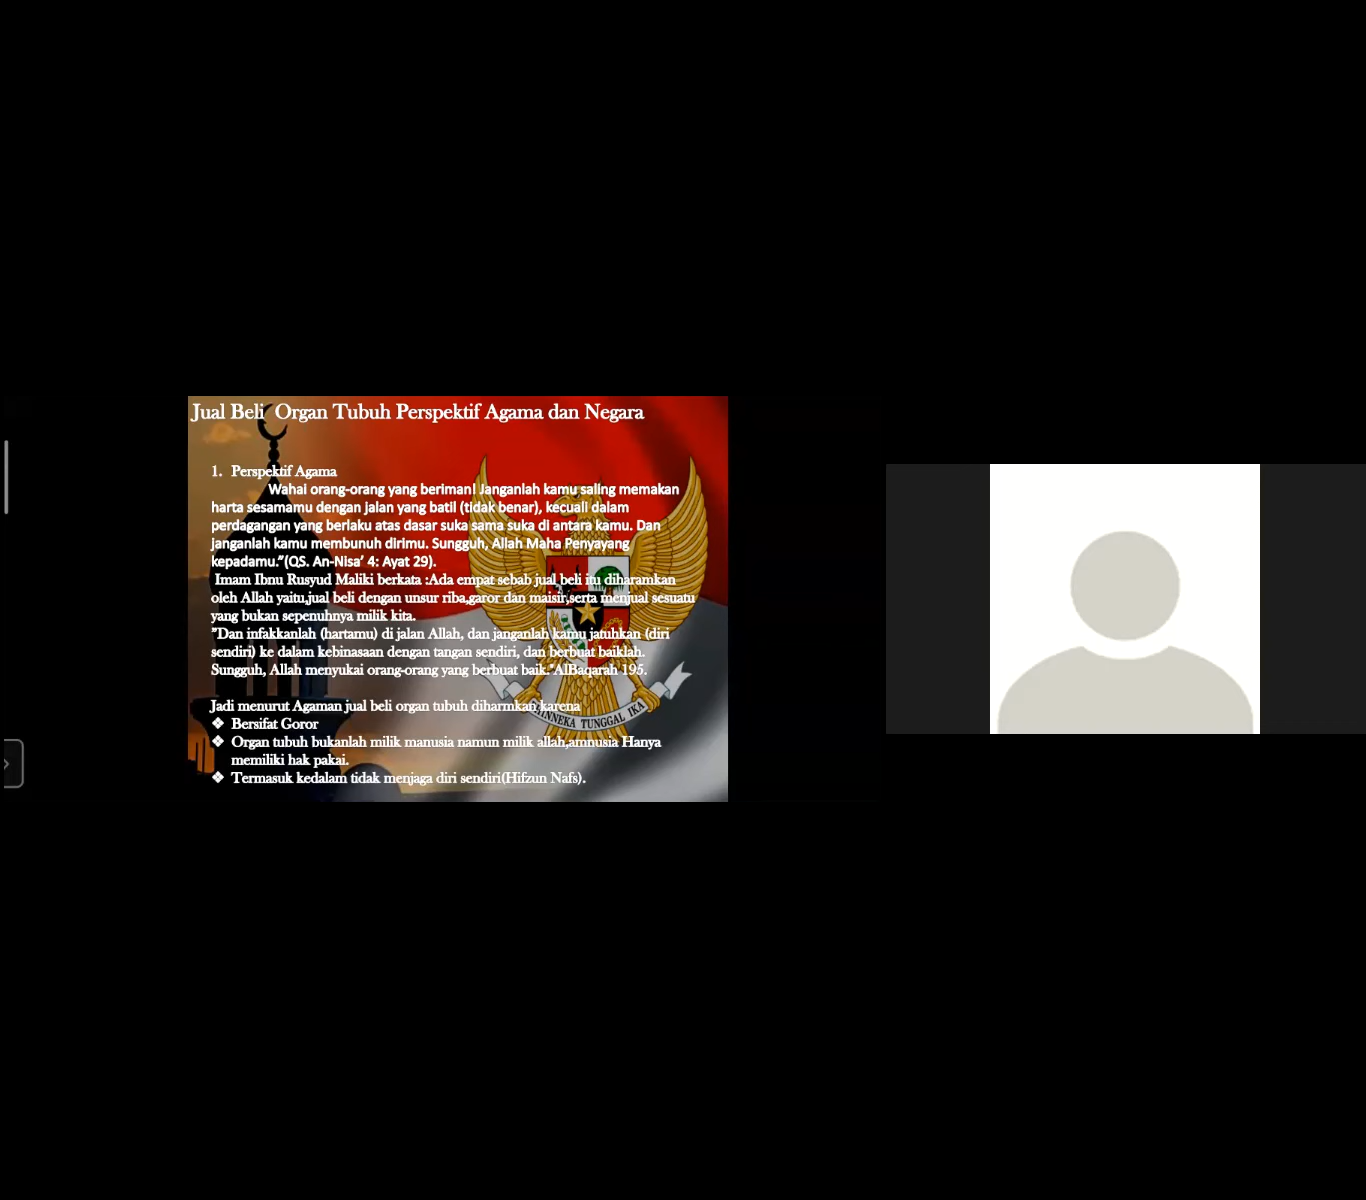 Jual Beli Organ Tubuh Perspektif Agama dan Negara
1. Perspektif Agama
Wahai orang-orang yang beriman! Janganlah kamu saling memakan
harta sesamamu dengan jalan yang batil (tidak benar), kecuali dalam
perdagangan yang berlaku atas dasar suka sama suka di antara kamu. Dan
janganlah kamu membunuh dirimu. Sungguh, Allah Maha Penyayang
kepadamu."(QS. An-Nisa' 4: Ayat 29).
Imam Ibnu Rusyud Maliki berkata :Ada empat sebab jual beli itu diharamkan
oleh Allah yaitu,jual beli dengan unsur riba,garor dan maisir,serta menjual sesuatu
yang bukan sepenuhnya milik kita.
"Dan infakkanlah (hartamu) di jalan Allah, dan janganlah kamu jatuhkan (diri
sendiri) ke dalam kebinasaan dengan tangan sendiri, dan berbuat baiklah.
Sungguh, Allah menyukai orang-orang yang berbuat baik."AlBaqarah 195.
Jadi menurut Agaman jual beli organ tubuh diharmkan karena
❖ Bersifat Goror
❖ Organ tubuh bukanlah milik manusia namun milik allah,amnusia Hanya
memiliki hak pakai.
❖ Termasuk kedalam tidak menjaga diri sendiri(Hifzun Nafs).
BHINNEKA TUNGGAL IKA